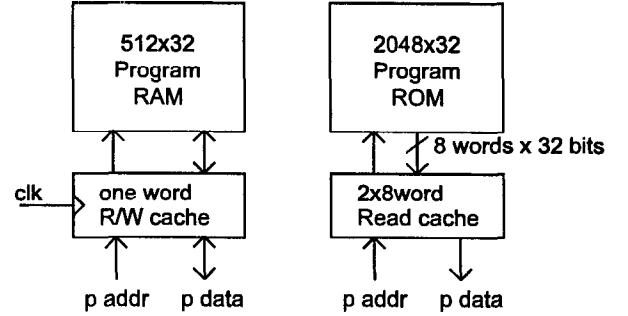 512x32
Program
RAM
2048x32
Program
ROM
8 words x 32 bits
clk
one word
R/W cache
2x8word
Read cache
p addr
p data
p addr
p data